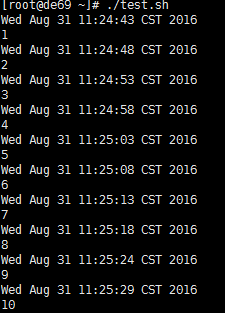 [root@de69 ~]# ./test.sh
Wed Aug 31 11:24:43 CST 2016
1
Wed Aug 31 11:24:48 CST 2016
2
Wed Aug 31 11:24:53 CST 2016
3
Wed Aug 31 11:24:58 CST 2016
4
Wed Aug 31 11:25:03 CST 2016
5
Wed Aug 31 11:25:08 CST 2016
6
Wed Aug 31 11:25:13 CST 2016
7
Wed Aug 31 11:25:18 CST 2016
8
Wed Aug 31 11:25:24 CST 2016
9
Wed Aug 31 11:25:29 CST 2016
10